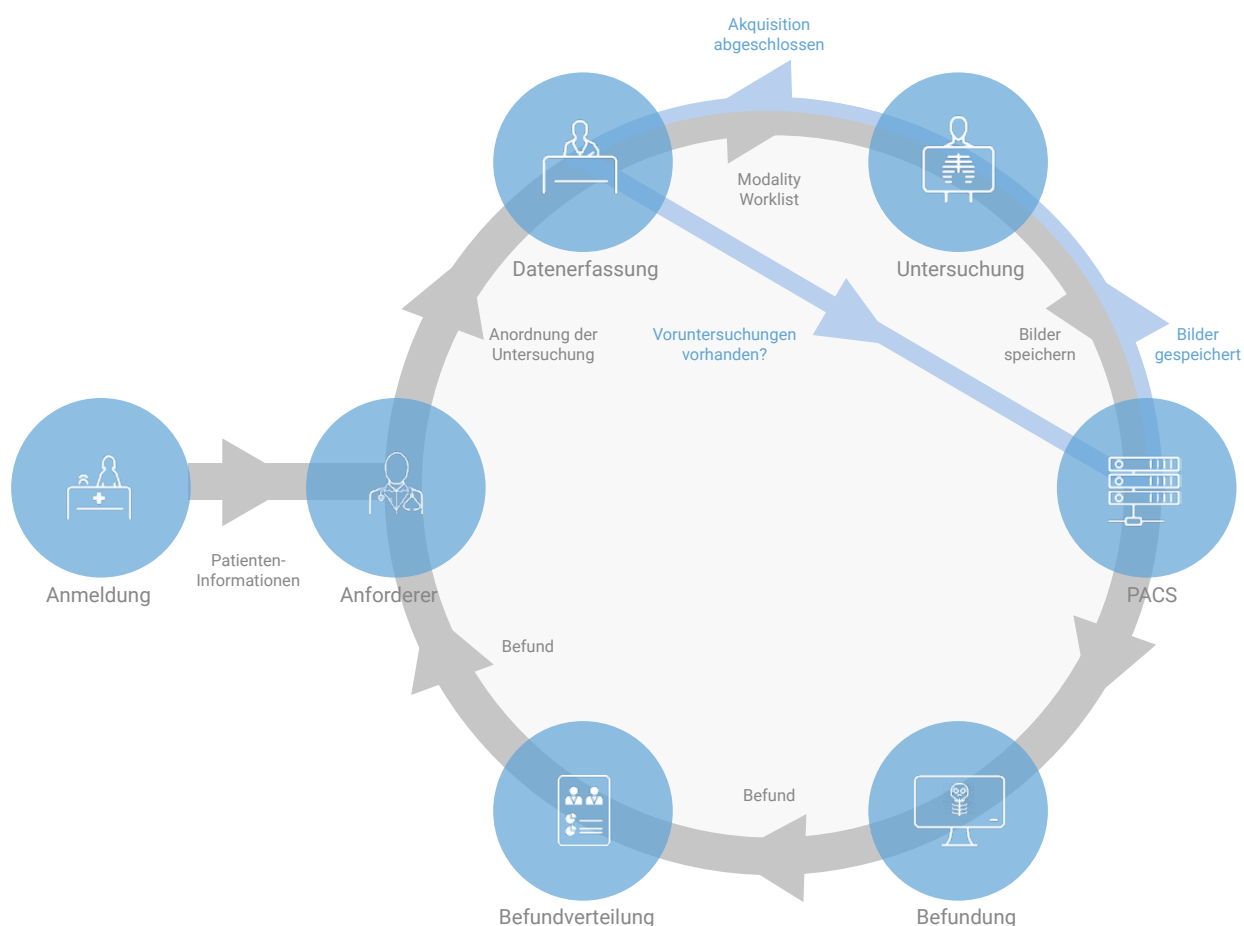 Akquisition
abgeschlossen
Modality
Worklist
Datenerfassung
Untersuchung
Anordnung der
Untersuchung
Voruntersuchungen
vorhanden?
Bilder
speichern
Bilder
gespeichert
Patienten-
Informationen
Anmeldung
Anforderer
PACS
Befund
Befund
Befundverteilung
Befundung